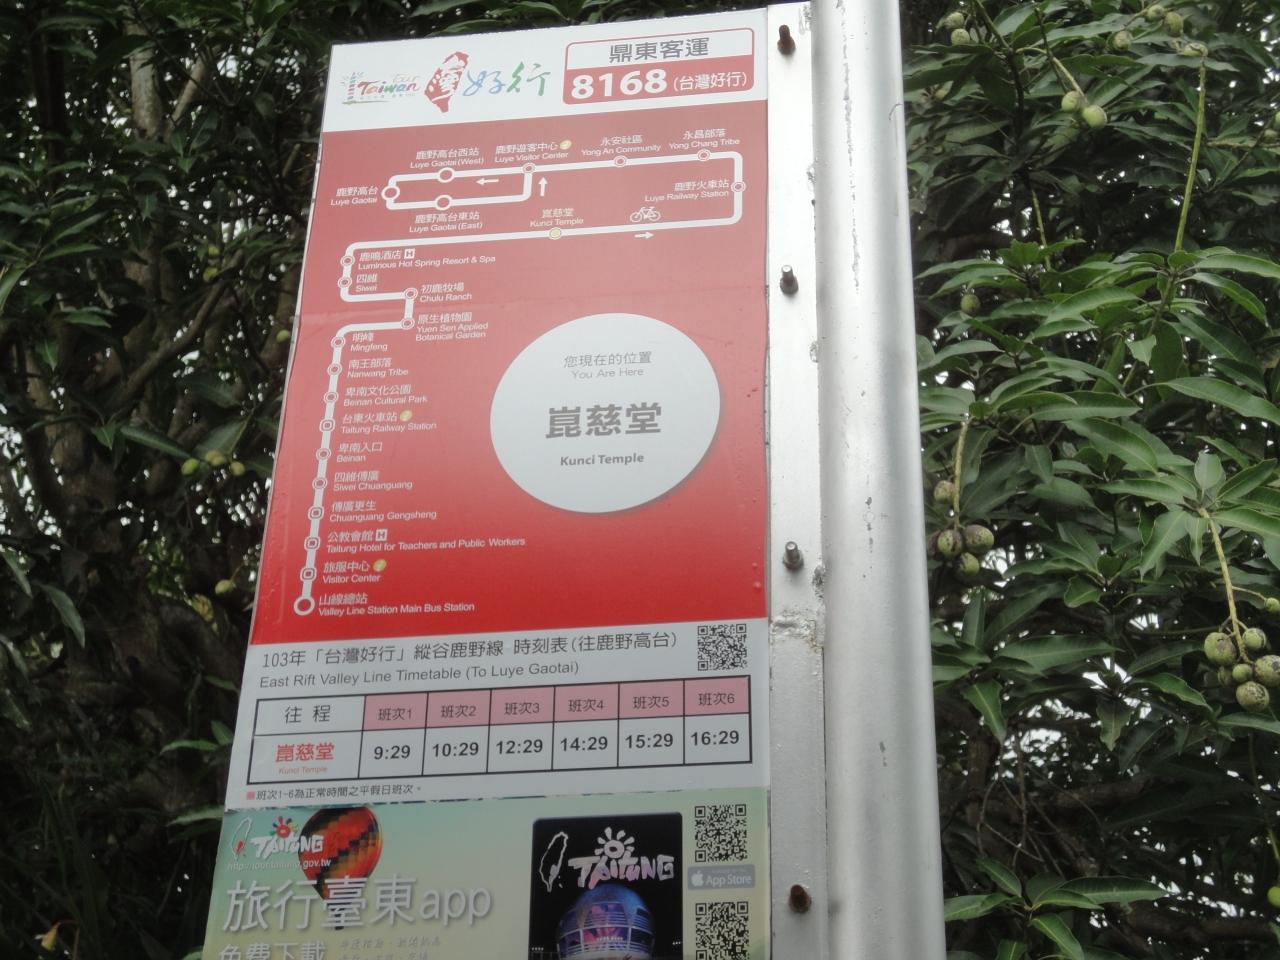 Tour
Taiwan
台灣好行
鼎東客運
8168(台灣好行)
鹿野高台西站
Luye Gaotai(West)
鹿野遊客中心
Luye Visitor Center
永安社區
Yong An Community
永昌部落
Yong Chang Tribe
鹿野高台
Luye Gaotai
鹿野火車站
Luye Railway Station
鹿野高台東站
Luye Gaotai(East)
崑慈堂
Kunci Temple
鹿鳴酒店 H
Luminous Hot Spring Resort & Spa
四維
Siwei
初鹿牧場
Chulu Ranch
原生植物園
Yuen Sen Applied
Botanical Garden
明峰
Mingfeng
南王部落
Nanwang Tribe
卑南文化公園
Beinan Cultural Park
台東火車站
Taitung Railway Station
卑南入口
Beinan
四維傳廣
Siwei Chuanguang
傳廣更生
Chuanguang Gengsheng
公教會館 H
Taitung Hotel for Teachers and Public Workers
旅服中心
Visitor Center
山線總站
Valley Line Station Main Bus Station
您現在的位置
You Are Here
崑慈堂
Kunci Temple
103年「台灣好行」縱谷鹿野線 時刻表(往鹿野高台)
East Rift Valley Line Timetable (To Luye Gaotai)
往 程 班次1 班次2 班次3 班次4 班次5 班次6
崑慈堂 9:29 10:29 12:29 14:29 15:29 16:29
Kunci Temple
班次1-6為正常時間之平假日班次。
TAITUNG
http://tour.taitung.gov.tw
旅行臺東app
免費下載
TAITUNG
App Store